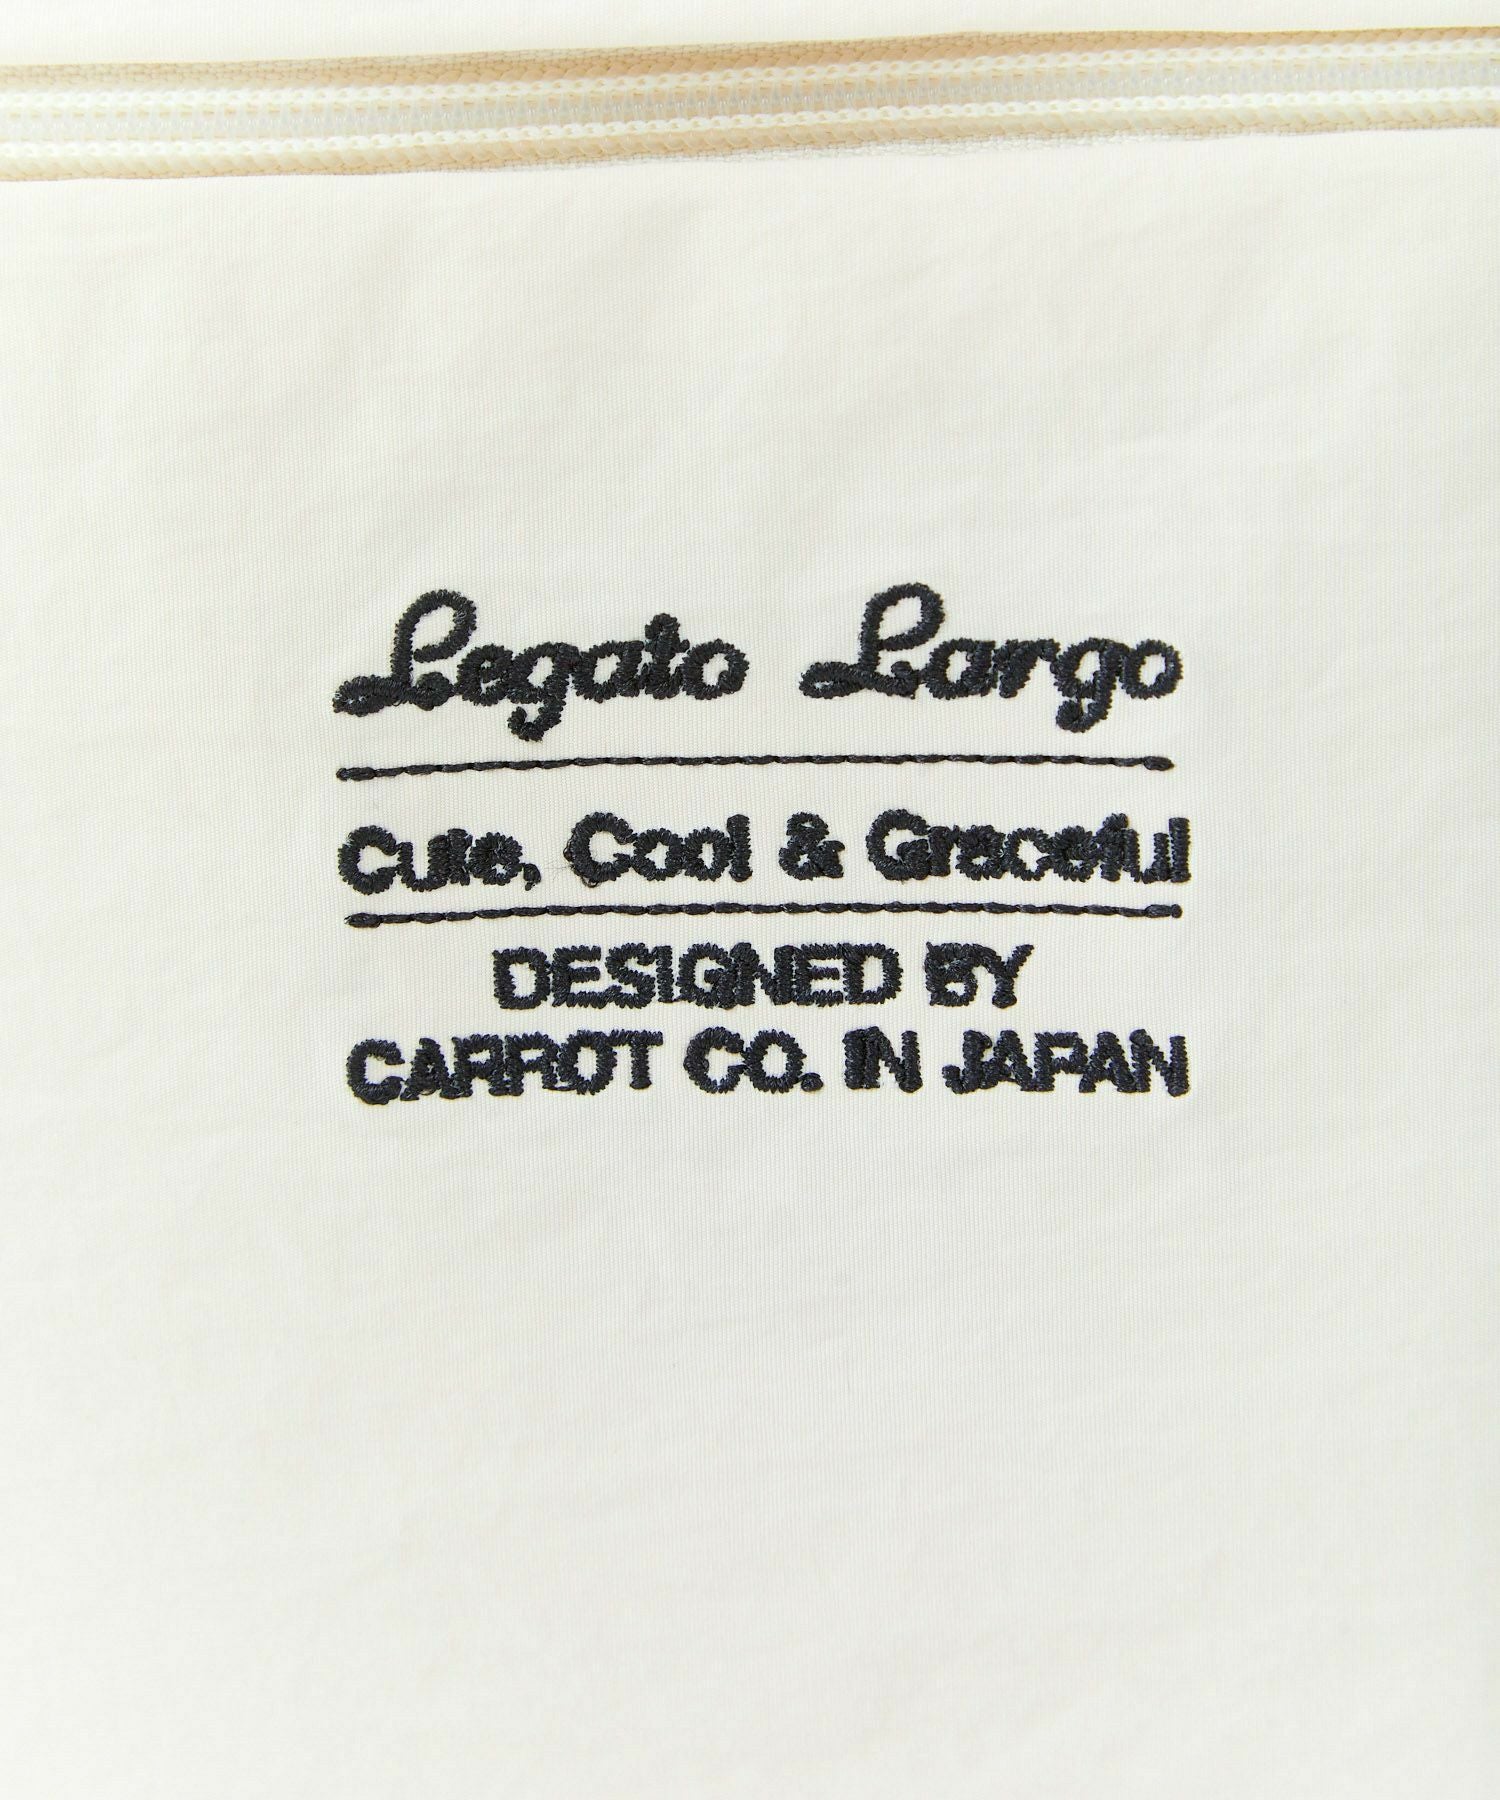 Legato Largo
Cute, Cool & Graceful
DESIGNED BY
CARROT CO. IN JAPAN